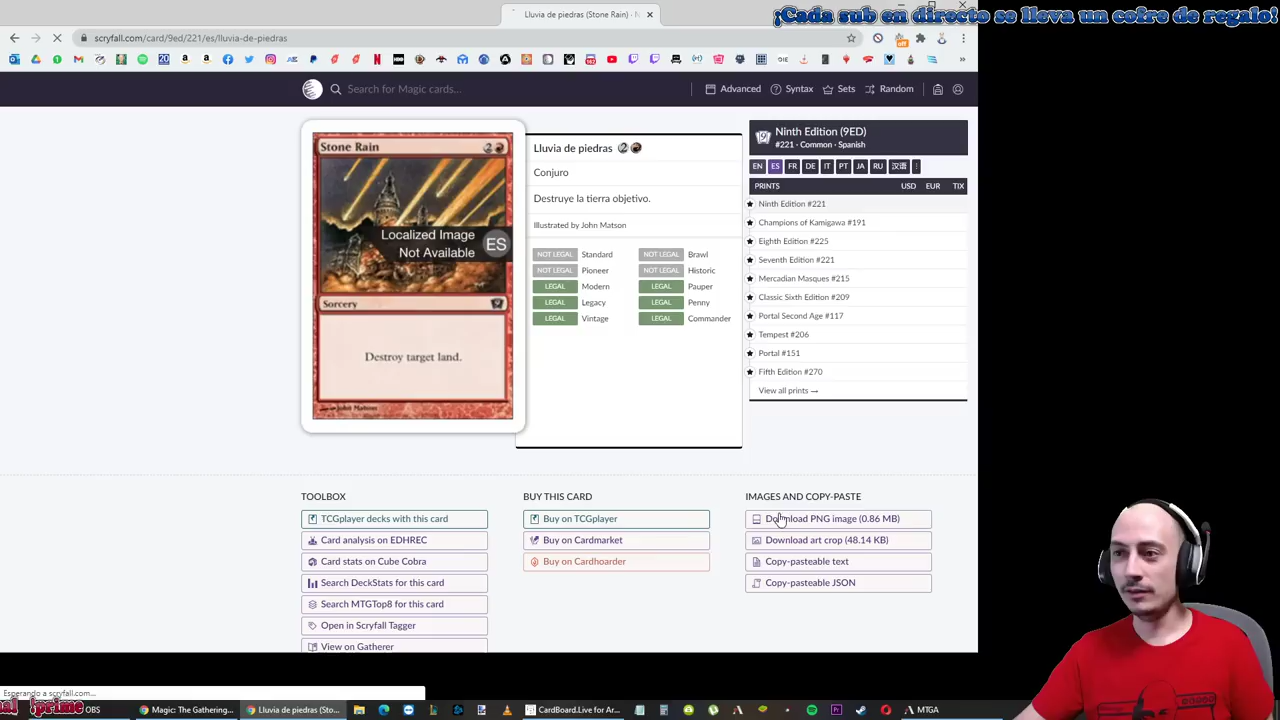 ¡Cada sub en directo se lleva un cofre de regalo!
Lluvia de piedras (Stone Rain) · N
scryfall.com/card/9ed/221/es/lluvia-de-piedras
Search for Magic cards...
Advanced
Syntax
Sets
Random
Stone Rain 2
Localized Image
Not Available
ES
Sorcery
Destroy target land.
John Matson
Lluvia de piedras 2
Conjuro
Destruye la tierra objetivo.
Illustrated by John Matson
NOT LEGAL Standard NOT LEGAL Brawl
NOT LEGAL Pioneer NOT LEGAL Historic
LEGAL Modern LEGAL Pauper
LEGAL Legacy LEGAL Penny
LEGAL Vintage LEGAL Commander
Ninth Edition (9ED)
#221 · Common · Spanish
EN ES FR DE IT PT JA RU 汉语
PRINTS USD EUR TIX
Ninth Edition #221
Champions of Kamigawa #191
Eighth Edition #225
Seventh Edition #221
Mercadian Masques #215
Classic Sixth Edition #209
Portal Second Age #117
Tempest #206
Portal #151
Fifth Edition #270
View all prints →
TOOLBOX
TCGplayer decks with this card
Card analysis on EDHREC
Card stats on Cube Cobra
Search DeckStats for this card
Search MTGTop8 for this card
Open in Scryfall Tagger
View on Gatherer
BUY THIS CARD
Buy on TCGplayer
Buy on Cardmarket
Buy on Cardhoarder
IMAGES AND COPY-PASTE
Download PNG image (0.86 MB)
Download art crop (48.14 KB)
Copy-pasteable text
Copy-pasteable JSON
Esperando a scryfall.com...
!prime
OBS
Magic: The Gathering...
Lluvia de piedras (Sto...
CardBoard.Live for Ar...
MTGA